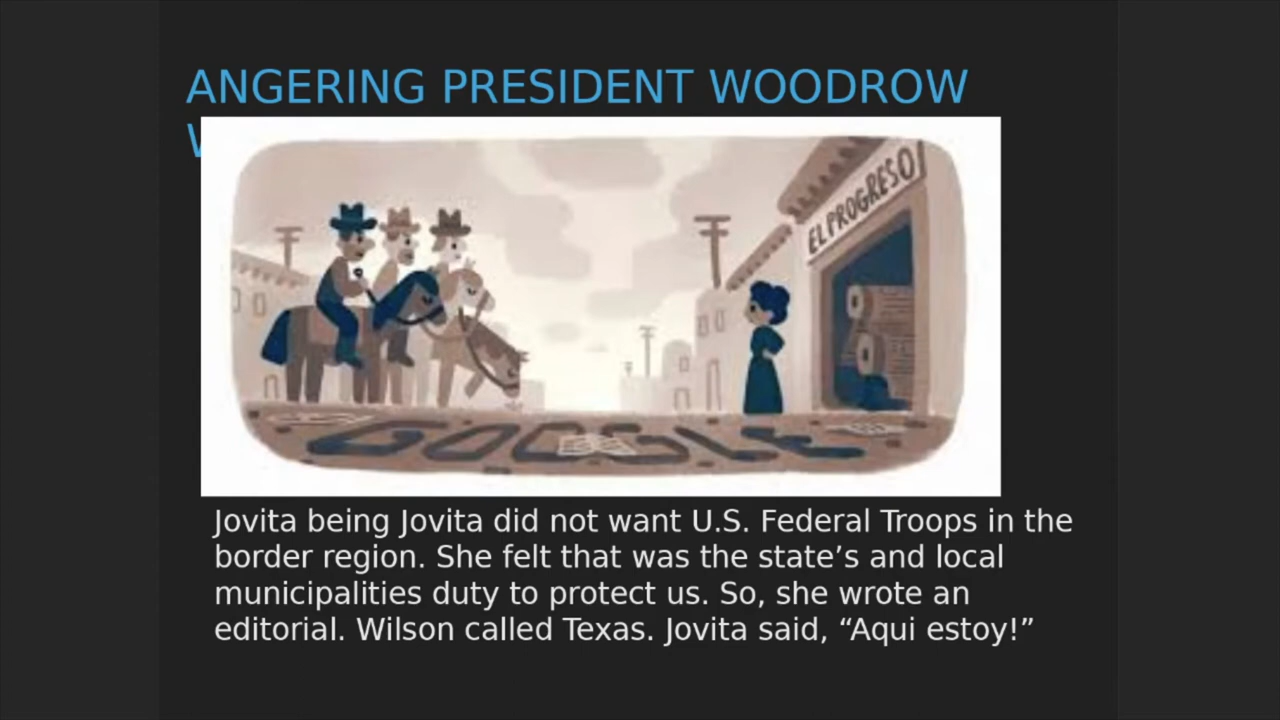 ANGERING PRESIDENT WOODROW
EL PROGRESO
GOOGLE
Jovita being Jovita did not want U.S. Federal Troops in the
border region. She felt that was the state’s and local
municipalities duty to protect us. So, she wrote an
editorial. Wilson called Texas. Jovita said, “Aqui estoy!”